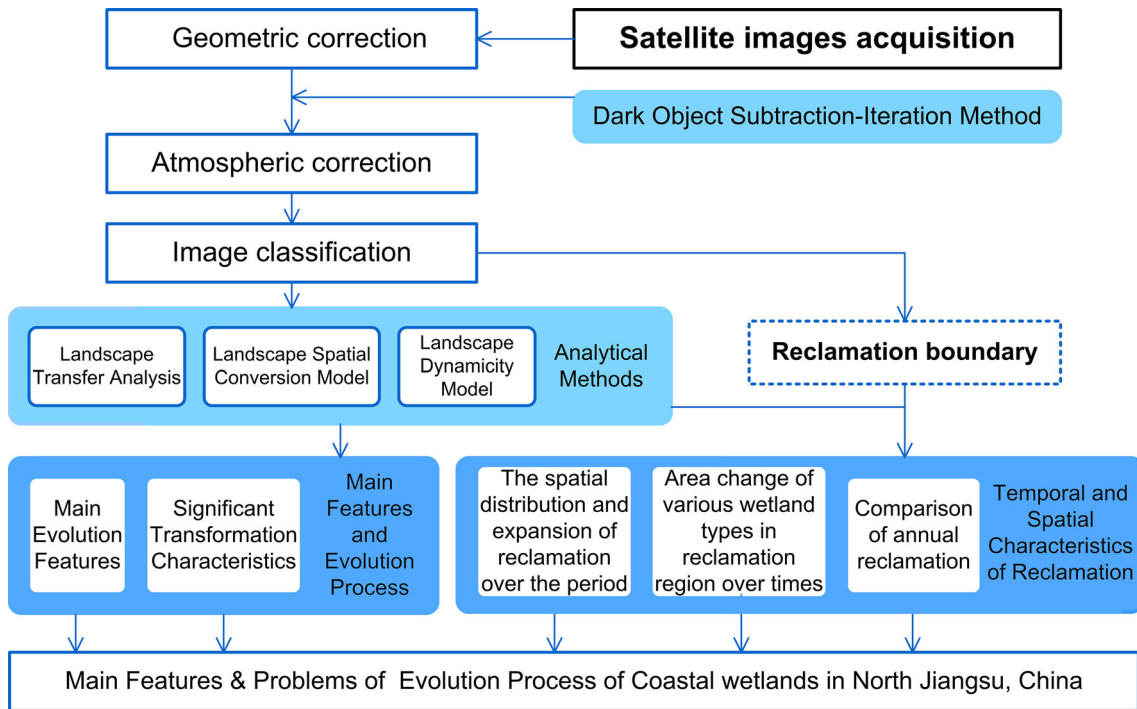 Geometric correction
Satellite images acquisition
Dark Object Subtraction-Iteration Method
Atmospheric correction
Image classification
Landscape
Transfer Analysis
Landscape Spatial
Conversion Model
Landscape
Dynamicity
Model
Analytical
Methods
Reclamation boundary
Main
Evolution
Features
Significant
Transformation
Characteristics
Main
Features
and
Evolution
Process
The spatial
distribution and
expansion of
reclamation
over the period
Area change of
various wetland
types in
reclamation
region over times
Comparison
of annual
reclamation
Temporal and
Spatial
Characteristics
of Reclamation
Main Features & Problems of Evolution Process of Coastal wetlands in North Jiangsu, China